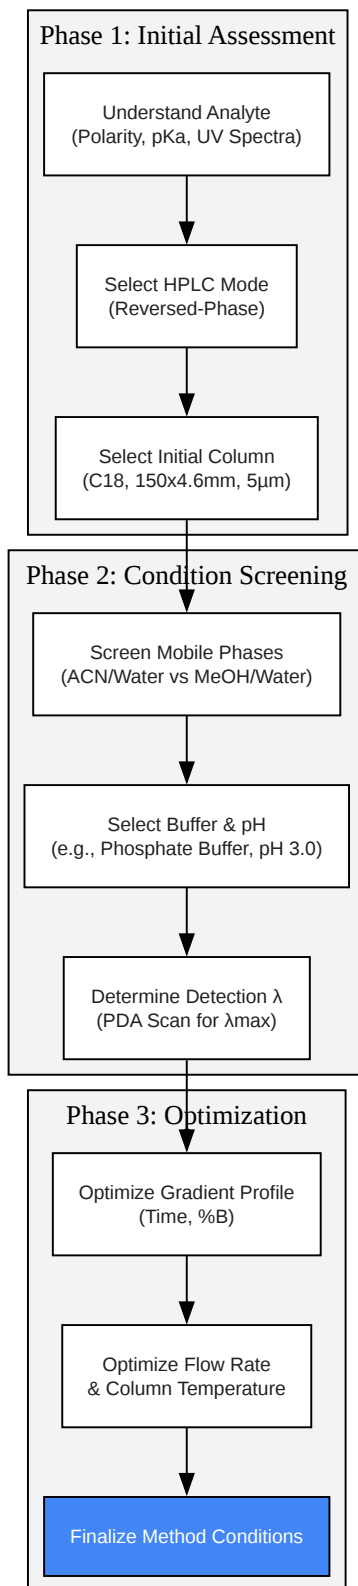 Phase 1: Initial Assessment
Understand Analyte
(Polarity, pKa, UV Spectra)
Select HPLC Mode
(Reversed-Phase)
Select Initial Column
(C18, 150x4.6mm, 5µm)
Phase 2: Condition Screening
Screen Mobile Phases
(ACN/Water vs MeOH/Water)
Select Buffer & pH
(e.g., Phosphate Buffer, pH 3.0)
Determine Detection λ
(PDA Scan for λmax)
Phase 3: Optimization
Optimize Gradient Profile
(Time, %B)
Optimize Flow Rate
& Column Temperature
Finalize Method Conditions